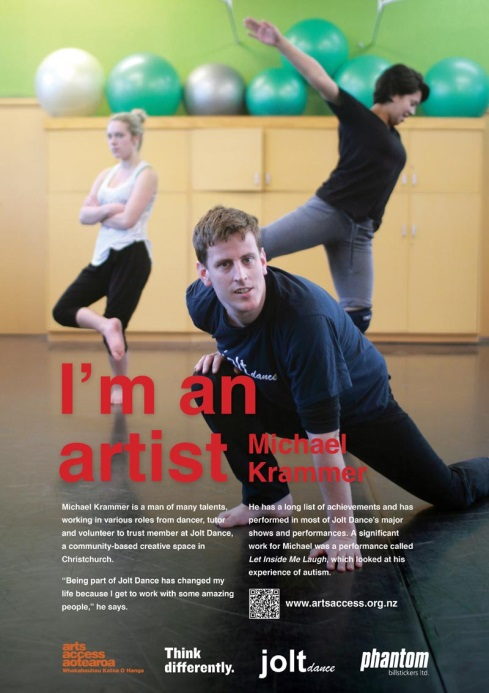 jolt dance
I'm an
artist
Michael
Krammer
Michael Krammer is a man of many talents,
working in various roles from dancer, tutor
and volunteer to trust member at Jolt Dance,
a community-based creative space in
Christchurch.
"Being part of Jolt Dance has changed my
life because I get to work with some amazing
people," he says.
He has a long list of achievements and has
performed in most of Jolt Dance's major
shows and performances. A significant
work for Michael was a performance called
Let Inside Me Laugh, which looked at his
experience of autism.
www.artsaccess.org.nz
arts
access
aotearoa
Whakahauhau Katoa O Hanga
Think
differently.
jolt dance
phantom
billstickers ltd.